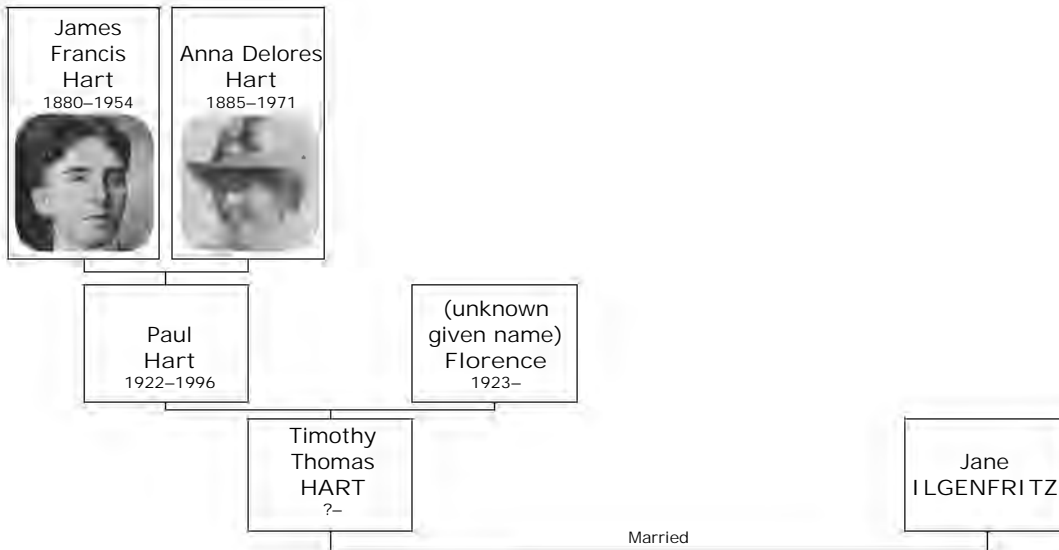 James
Francis
Hart
1880–1954
Anna Delores
Hart
1885–1971
Paul
Hart
1922–1996
(unknown
given name)
Florence
1923–
Timothy
Thomas
HART
?–
Jane
ILGENFRITZ
Married